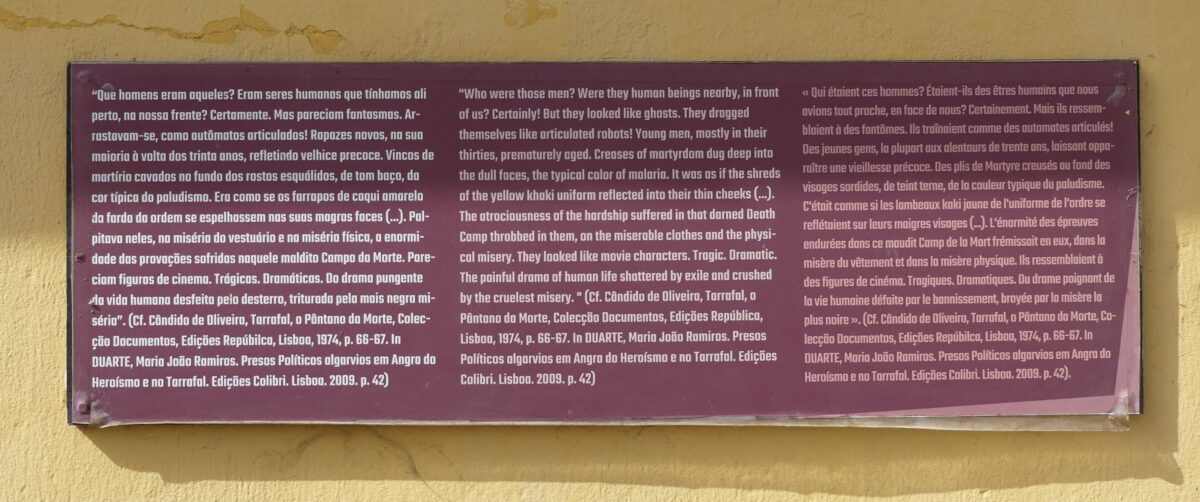 “Que homens eram aqueles? Eram seres humanos que tínhamos ali
perto, na nossa frente? Certamente. Mas pareciam fantasmas. Ar-
rastavam-se, como autômatos articulados! Rapazes novos, na sua
maioria à volta dos trinta anos, refletindo velhice precoce. Vincos de
martírio cavados no fundo dos rostos esquálidos, de tom baço, da
cor típica do paludismo. Era como se os farrapos de caqui amarelo
da farda da ordem se espelhassem nas suas magras faces (...). Pal-
pitava neles, na miséria do vestuário e na miséria física, a enormi-
dade das provações sofridas naquele maldito Campo da Morte. Pare-
ciam figuras de cinema. Trágicas. Dramáticas. Do drama pungente
da vida humana desfeita pelo desterro, triturada pela mais negra mi-
séria”. (Cf. Cândido de Oliveira, Tarrafal, o Pântano da Morte, Colec-
ção Documentos, Edições Repúbilca, Lisboa, 1974, p. 66-67. In
DUARTE, Maria João Ramiros. Presos Políticos algarvios em Angra do
Heroísmo e no Tarrafal. Edições Colibri. Lisboa. 2009. p. 42)
"Who were those men? Were they human beings nearby, in front
of us? Certainly! But they looked like ghosts. They dragged
themselves like articulated robots! Young men, mostly in their
thirties, prematurely aged. Creases of martyrdom dug deep into
the dull faces, the typical color of malaria. It was as if the shreds
of the yellow khaki uniform reflected into their thin cheeks (...).
The atrociousness of the hardship suffered in that darned Death
Camp throbbed in them, on the miserable clothes and the physi-
cal misery. They looked like movie characters. Tragic. Dramatic.
The painful drama of human life shattered by exile and crushed
by the cruelest misery. " (Cf. Cândido de Oliveira, Tarrafal, o
Pântano da Morte, Colecção Documentos, Edições República,
Lisboa, 1974, p. 66-67. In DUARTE, Maria João Ramiros. Presos
Políticos algarvios em Angra do Heroísmo e no Tarrafal. Edições
Colibri. Lisboa. 2009. p. 42)
« Qui étaient ces hommes? Étaient-ils des êtres humains que nous
avions tout proche, en face de nous? Certainement. Mais ils ressem-
blaient à des fantômes. Ils traînaient comme des automates articulés!
Des jeunes gens, la plupart aux alentours de trente ans, laissant appa-
raître une vieillesse précoce. Des plis de Martyre creusés au fond des
visages sordides, de teint terne, de la couleur typique du paludisme.
C'était comme si les lambeaux kaki jaune de l'uniforme de l'ordre se
reflétaient sur leurs maigres visages (...). L'énormité des épreuves
endurées dans ce maudit Camp de la Mort frémissait en eux, dans la
misère du vêtement et dans la misère physique. Ils ressemblaient à
des figures de cinéma. Tragiques. Dramatiques. Du drame poignant de
la vie humaine défaite par le bannissement, broyée par la misère la
plus noire ». (Cf. Cândido de Oliveira, Tarrafal, o Pântano da Morte, Co-
lecção Documentos, Edições Repúbilca, Lisboa, 1974, p. 66-67. In
DUARTE, Maria João Ramiros. Presos Políticos algarvios em Angra do
Heroísmo e no Tarrafal. Edições Colibri. Lisboa. 2009. p. 42).